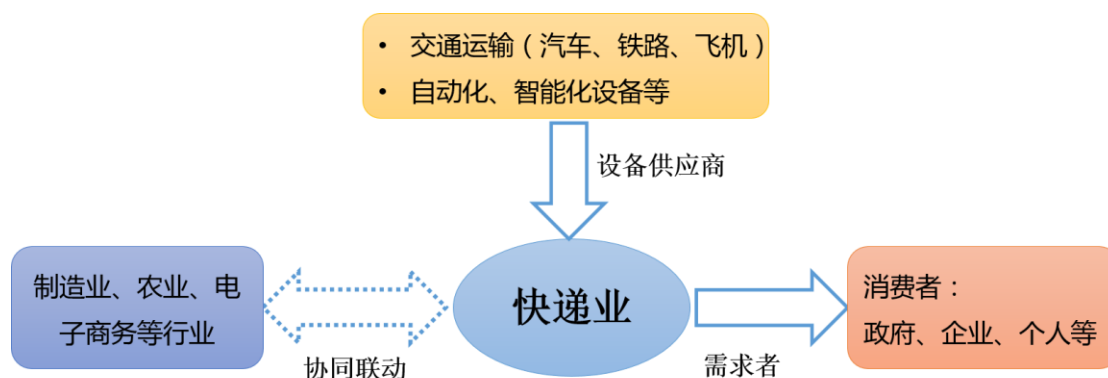 • 交通运输（汽车、铁路、飞机）
• 自动化、智能化设备等
设备供应商
制造业、农业、电
子商务等行业
协同联动
快递业
需求者
消费者：
政府、企业、个人等